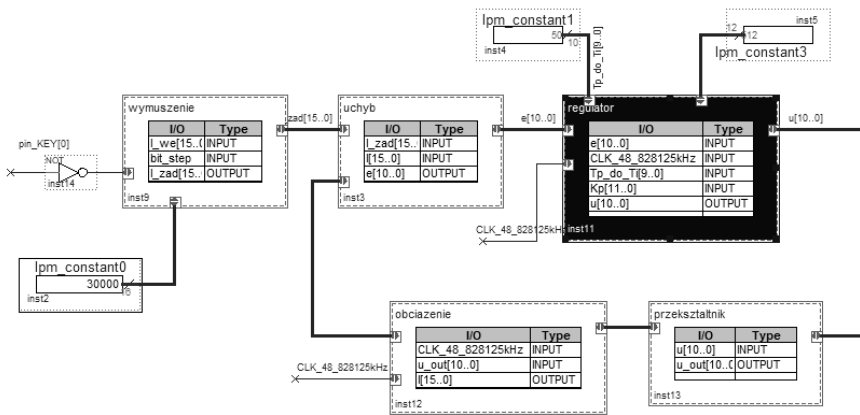 lpm_constant1
50
10
inst4
Tp_do_Ti[9..0]
inst5
12
12
lpm_constant3
wymuszenie
I/O Type
I_we[15..0] INPUT
bit_step INPUT
I_zad[15.. OUTPUT
inst9
zad[15..0]
uchyb
I/O Type
I_zad[15.. INPUT
I[15..0] INPUT
e[10..0] OUTPUT
inst3
e[10..0]
regulator
I/O Type
e[10..0] INPUT
CLK_48_828125kHz INPUT
Tp_do_Ti[9..0] INPUT
Kp[11..0] INPUT
u[10..0] OUTPUT
inst11
u[10..0]
pin_KEY[0]
NOT
inst14
CLK_48_828125kHz
lpm_constant0
30000
16
inst2
obciazenie
I/O Type
CLK_48_828125kHz INPUT
u_out[10..0] INPUT
I[15..0] OUTPUT
inst12
CLK_48_828125kHz
przekształtnik
I/O Type
u[10..0] INPUT
u_out[10..0 OUTPUT
inst13